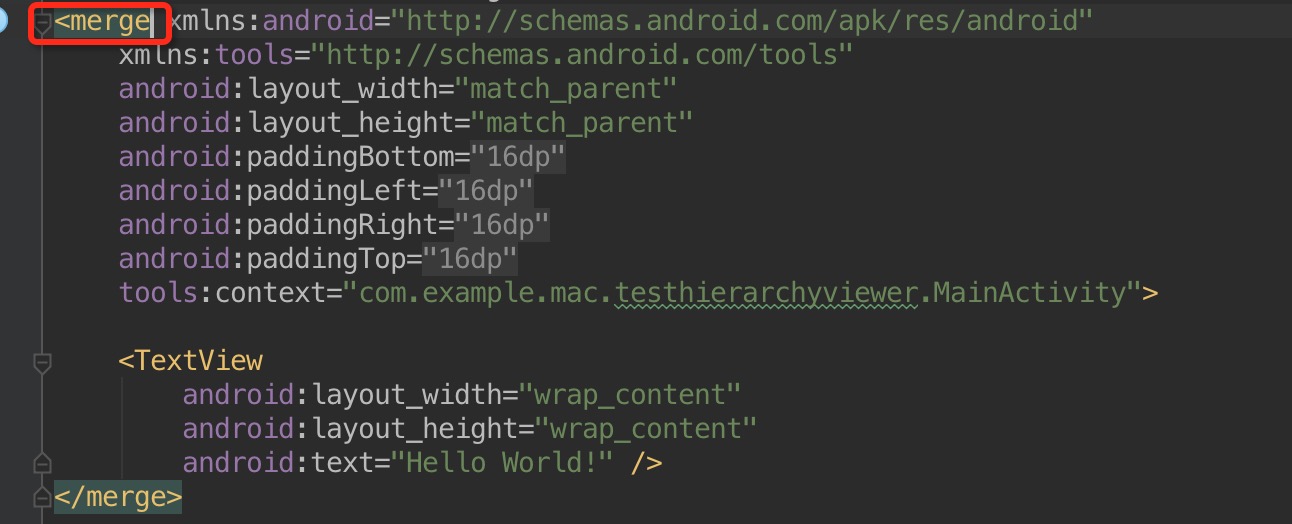 <merge xmlns:android="http://schemas.android.com/apk/res/android"
xmlns:tools="http://schemas.android.com/tools"
android:layout_width="match_parent"
android:layout_height="match_parent"
android:paddingBottom="16dp"
android:paddingLeft="16dp"
android:paddingRight="16dp"
android:paddingTop="16dp"
tools:context="com.example.mac.testhierarchyviewer.MainActivity">
<TextView
android:layout_width="wrap_content"
android:layout_height="wrap_content"
android:text="Hello World!" />
</merge>